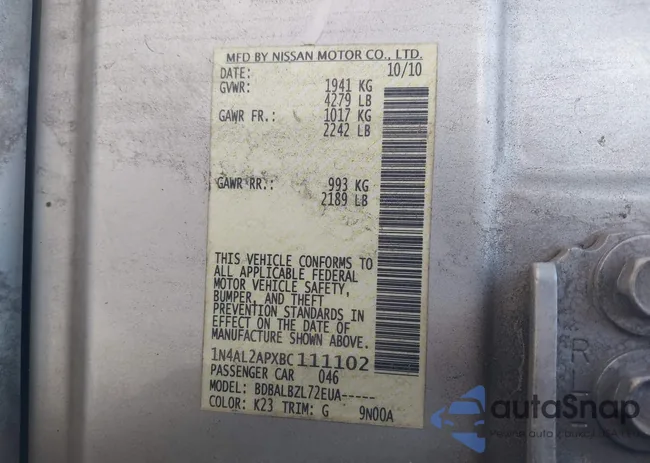 MFD BY NISSAN MOTOR CO., LTD.
DATE: 10/10
GVWR: 1941 KG
4279 LB
GAWR FR.: 1017 KG
2242 LB
GAWR RR.: 993 KG
2189 LB
THIS VEHICLE CONFORMS TO
ALL APPLICABLE FEDERAL
MOTOR VEHICLE SAFETY,
BUMPER, AND THEFT
PREVENTION STANDARDS IN
EFFECT ON THE DATE OF
MANUFACTURE SHOWN ABOVE.
1N4AL2APXBC111102
PASSENGER CAR 046
MODEL: BDBALBZL72EUA-----
COLOR: K23 TRIM: G 9N00A
autoSnap